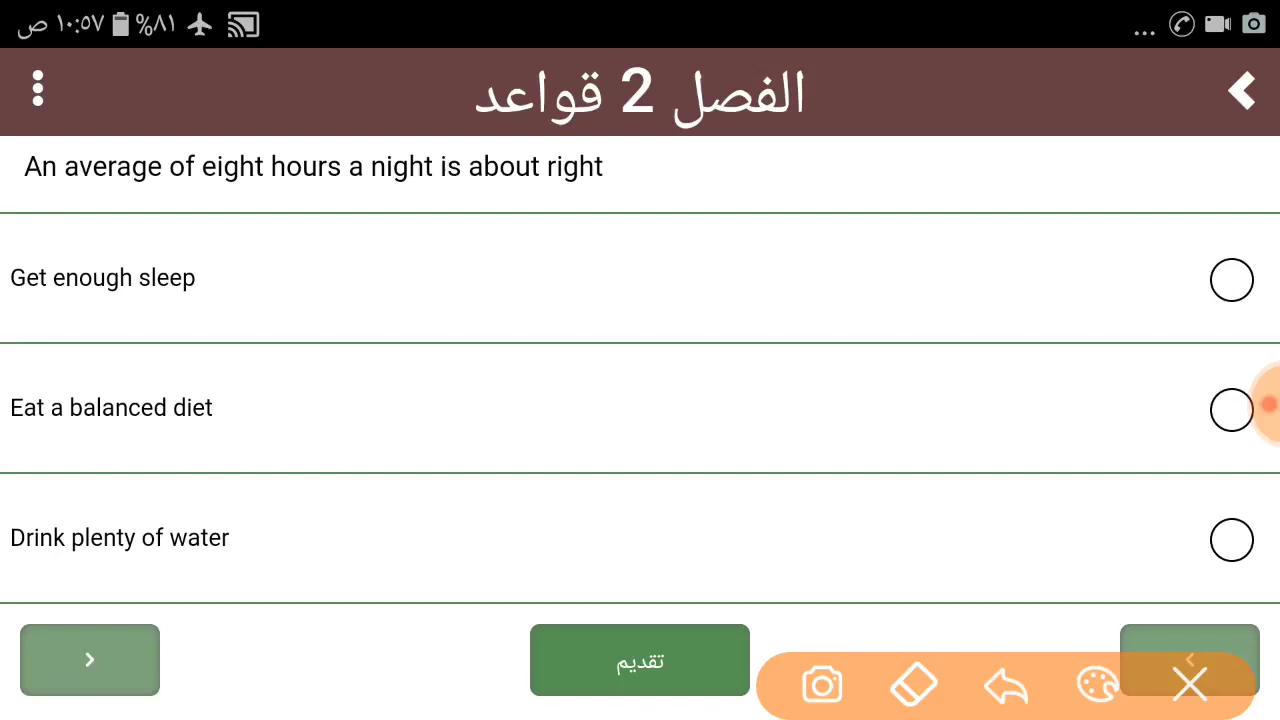 ١٠:٥٧ ص %٨١ ...
الفصل 2 قواعد
An average of eight hours a night is about right
Get enough sleep
Eat a balanced diet
Drink plenty of water
تقديم